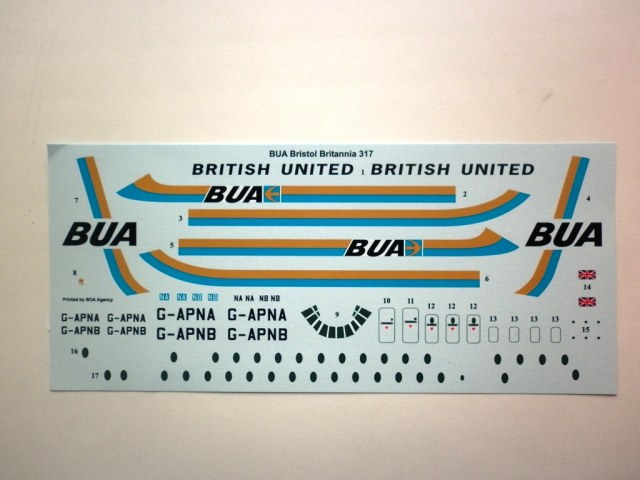 BUA Bristol Britannia 317
BRITISH UNITED 1 BRITISH UNITED
7
BUA
2
4
3
BUA
BUA
5
BUA
8
6
14
Printed by BOA Agency
NA NA NB NB
NA NA NB NB
G-APNA G-APNA G-APNA G-APNA
G-APNB G-APNB G-APNB G-APNB
9
10 11 12 12 12 13 13 13 13
15
16
17